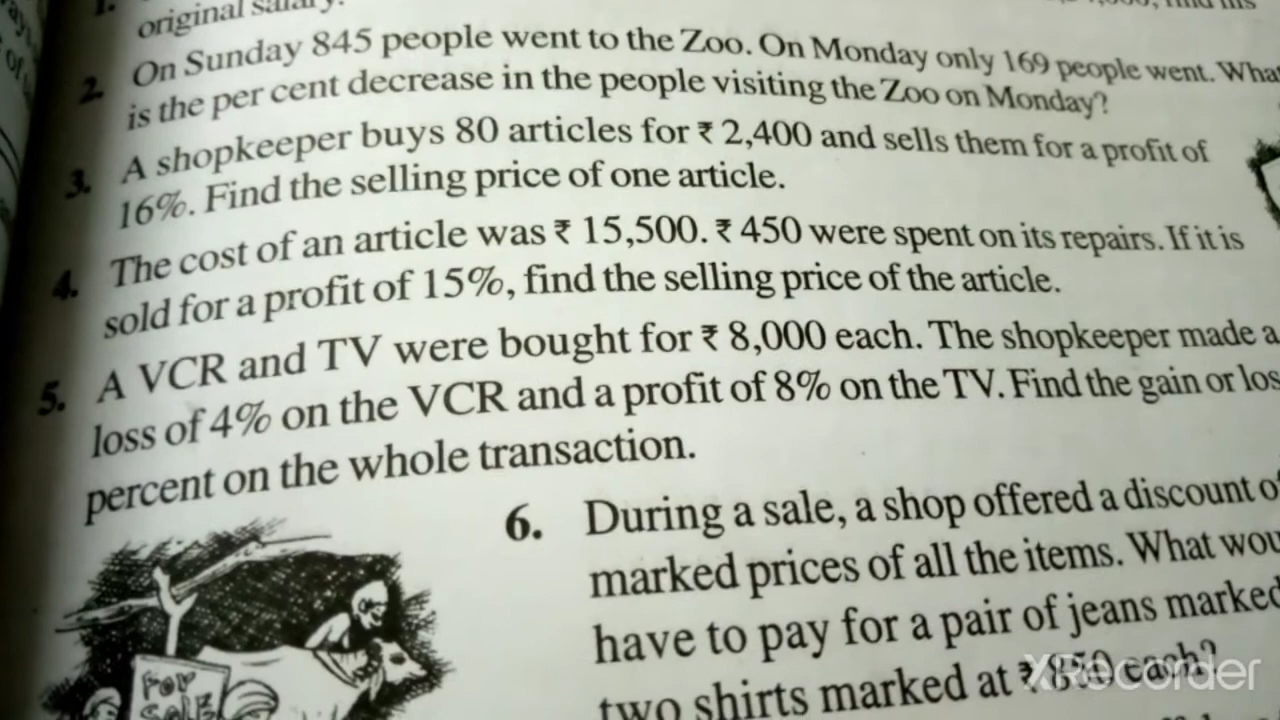 1.
original salary.
2. On Sunday 845 people went to the Zoo. On Monday only 169 people went. What
is the per cent decrease in the people visiting the Zoo on Monday?
3. A shopkeeper buys 80 articles for ₹ 2,400 and sells them for a profit of
16%. Find the selling price of one article.
4. The cost of an article was ₹ 15,500. ₹ 450 were spent on its repairs. If it is
sold for a profit of 15%, find the selling price of the article.
5. A VCR and TV were bought for ₹ 8,000 each. The shopkeeper made a
loss of 4% on the VCR and a profit of 8% on the TV. Find the gain or los
percent on the whole transaction.
6. During a sale, a shop offered a discount of
marked prices of all the items. What wou
have to pay for a pair of jeans marked
two shirts marked at ₹ 850 each?
For
Sale
XRecorder